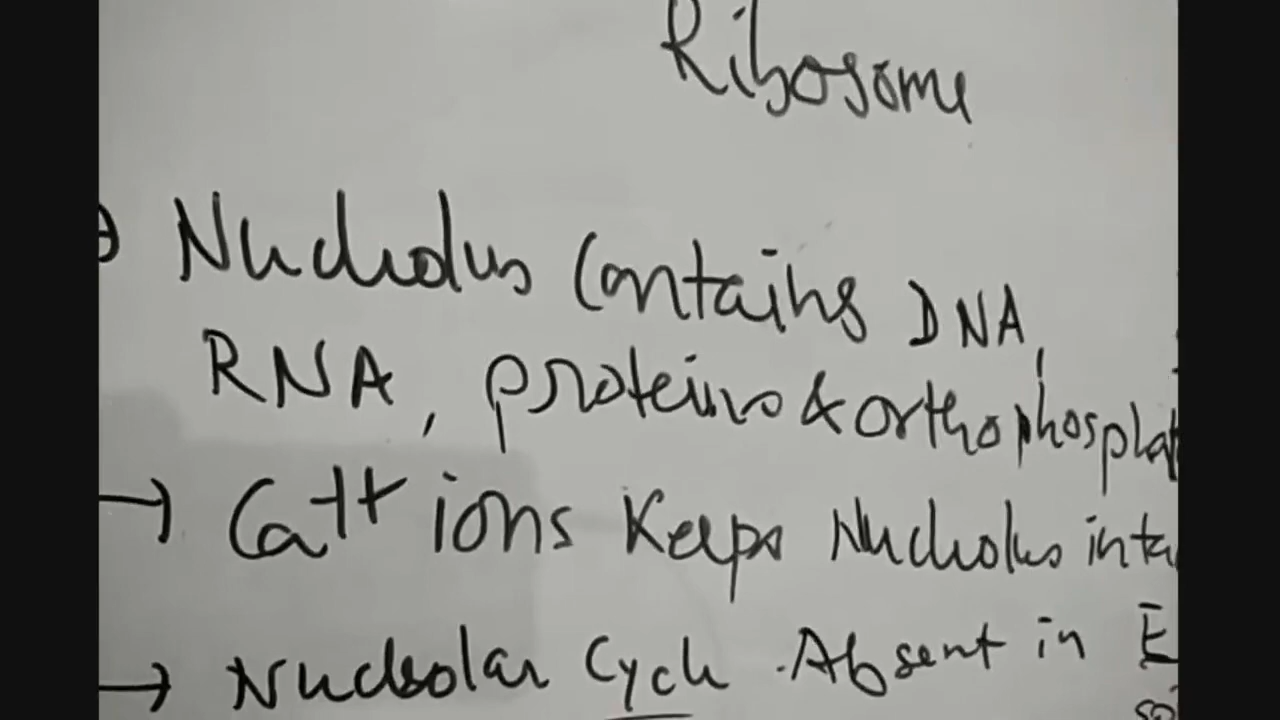 Ribosome
→ Nucleolus Contains DNA,
RNA, proteins & orthophosphat
→ Ca++ ions Keeps Nucleolus inta
→ Nucleolar Cycle . Absent in E